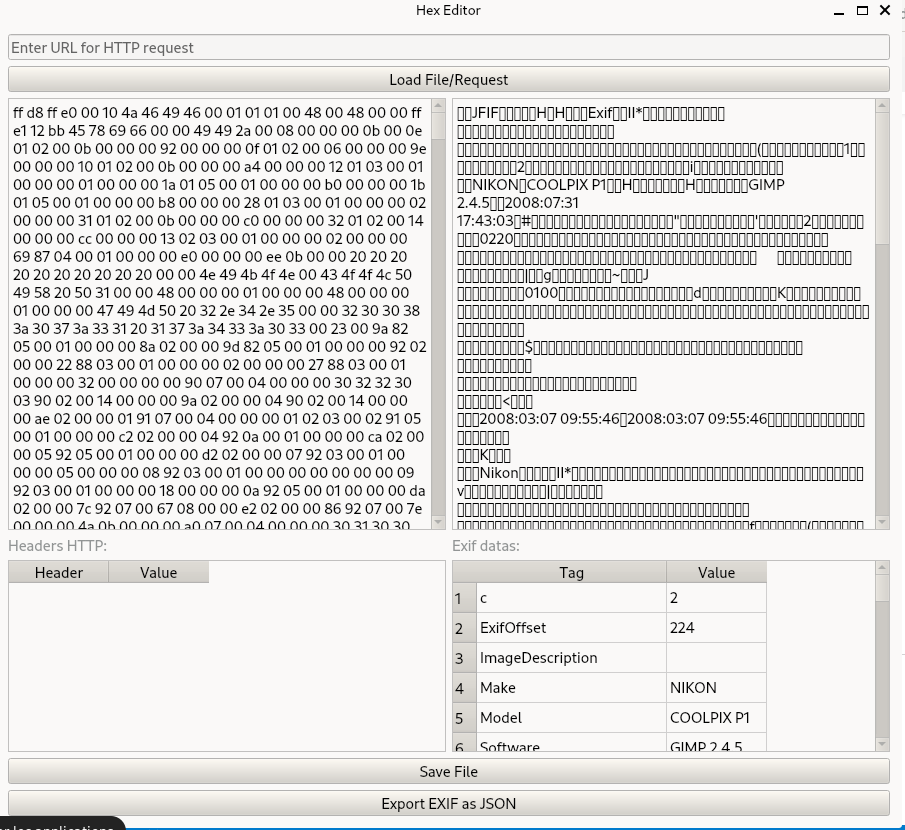 Hex Editor
Enter URL for HTTP request
Load File/Request
ff d8 ff e0 00 10 4a 46 49 46 00 01 01 01 00 48 00 48 00 00 ff
e1 12 bb 45 78 69 66 00 00 49 49 2a 00 08 00 00 00 0b 00 0e
01 02 00 0b 00 00 00 92 00 00 00 0f 01 02 00 06 00 00 00 9e
00 00 00 10 01 02 00 0b 00 00 00 a4 00 00 00 12 01 03 00 01
00 00 00 01 00 00 00 1a 01 05 00 01 00 00 00 b0 00 00 00 1b
01 05 00 01 00 00 00 b8 00 00 00 28 01 03 00 01 00 00 00 02
00 00 00 31 01 02 00 0b 00 00 00 c0 00 00 00 32 01 02 00 14
00 00 00 cc 00 00 00 13 02 03 00 01 00 00 00 02 00 00 00
69 87 04 00 01 00 00 00 e0 00 00 00 ee 0b 00 00 20 20 20
20 20 20 20 20 20 20 00 00 4e 49 4b 4f 4e 00 43 4f 4f 4c 50
49 58 20 50 31 00 00 48 00 00 00 01 00 00 00 48 00 00 00
01 00 00 00 47 49 4d 50 20 32 2e 34 2e 35 00 00 32 30 30 38
3a 30 37 3a 33 31 20 31 37 3a 34 33 3a 30 33 00 23 00 9a 82
05 00 01 00 00 00 8a 02 00 00 9d 82 05 00 01 00 00 00 92 02
00 00 22 88 03 00 01 00 00 00 02 00 00 00 27 88 03 00 01
00 00 00 32 00 00 00 00 90 07 00 04 00 00 00 30 32 32 30
03 90 02 00 14 00 00 00 9a 02 00 00 04 90 02 00 14 00 00
00 ae 02 00 00 01 91 07 00 04 00 00 00 01 02 03 00 02 91 05
00 01 00 00 00 c2 02 00 00 04 92 0a 00 01 00 00 00 ca 02 00
00 05 92 05 00 01 00 00 00 d2 02 00 00 07 92 03 00 01 00
00 00 05 00 00 00 08 92 03 00 01 00 00 00 00 00 00 00 09
92 03 00 01 00 00 00 18 00 00 00 0a 92 05 00 01 00 00 00 da
02 00 00 7c 92 07 00 67 08 00 00 e2 02 00 00 86 92 07 00 7e
00 00 00 4a 0b 00 00 00 a0 07 00 04 00 00 00 30 31 30 30
JFIF H H Exif II*
(1
2 i
NIKON COOLPIX P1 H H GIMP
2.4.5 2008:07:31
17:43:03 # " ' 2
0220
| g ~ J
0100 d K
$
<
2008:03:07 09:55:46 2008:03:07 09:55:46
K
Nikon II*
v |
f (
Headers HTTP:
Header Value
Exif datas:
Tag Value
1 c 2
2 ExifOffset 224
3 ImageDescription
4 Make NIKON
5 Model COOLPIX P1
6 Software GIMP 2.4.5
Save File
Export EXIF as JSON